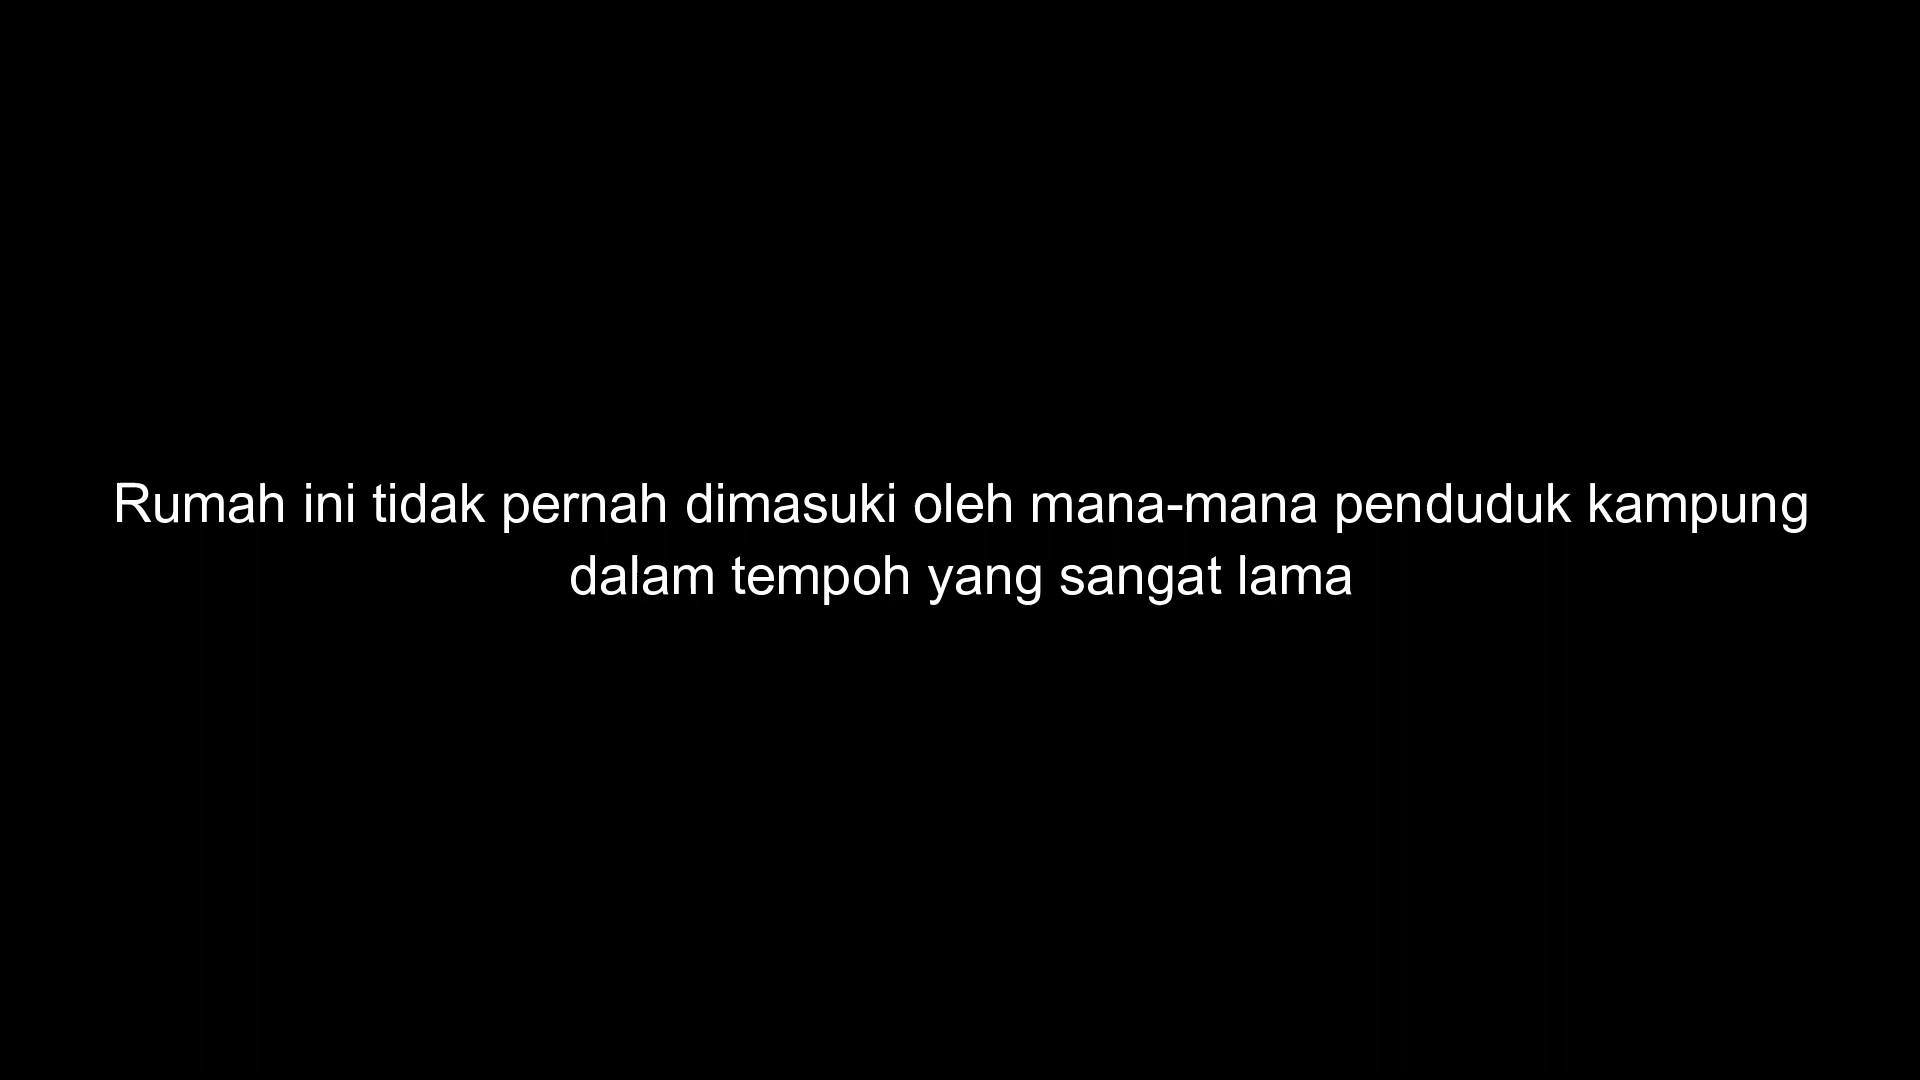 Rumah ini tidak pernah dimasuki oleh mana-mana penduduk kampung
dalam tempoh yang sangat lama